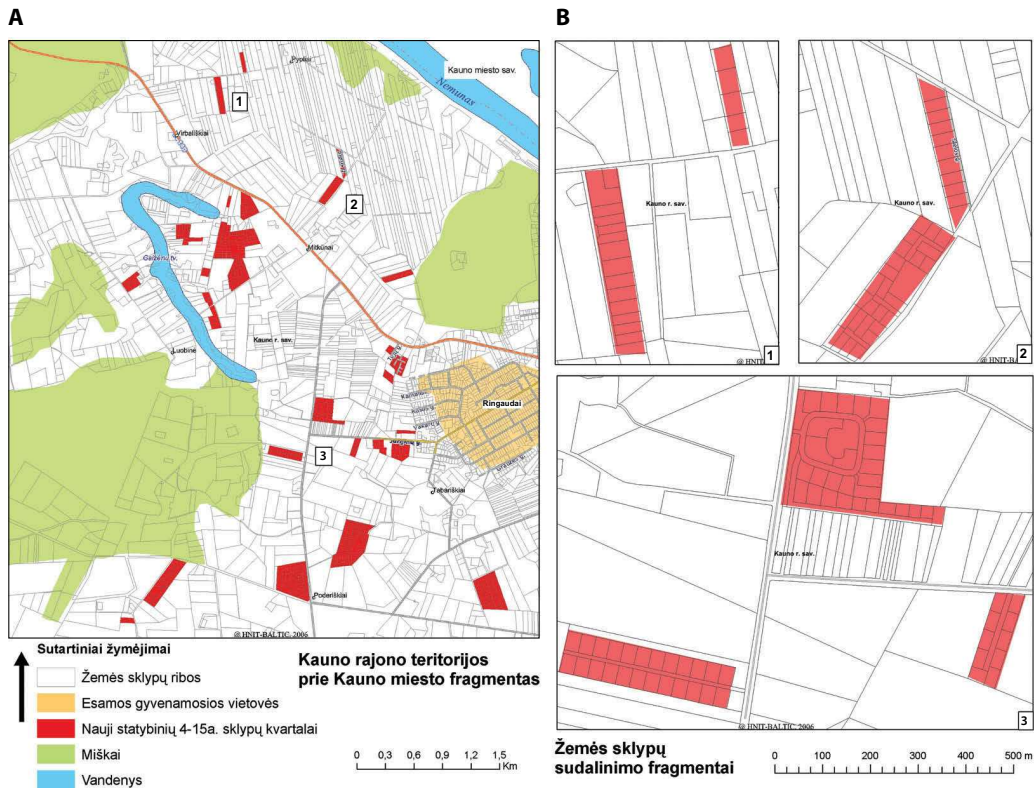 A
B
Pypliai
Kauno miesto sav.
Nemunas
1
Virbališkiai
2
Mitkūnai
Kauno r. sav.
Luobinė
Ringaudai
3
Tabariškiai
Poderiškiai
@ HNIT-BALTIC, 2006
Kauno r. sav.
1
Kauno r. sav.
2
Kauno r. sav.
@ HNIT-BALTIC, 2006
3
Sutartiniai žymėjimai
Žemės sklypų ribos
Esamos gyvenamosios vietovės
Nauji statybinių 4-15a. sklypų kvartalai
Miškai
Vandenys
Kauno rajono teritorijos
prie Kauno miesto fragmentas
0 0,3 0,6 0,9 1,2 1,5
Km
Žemės sklypų
sudalinimo fragmentai
0 100 200 300 400 500 m